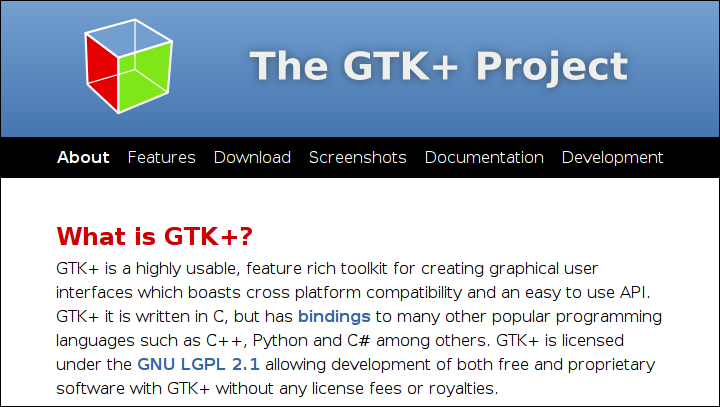 The GTK+ Project
About Features Download Screenshots Documentation Development
What is GTK+?
GTK+ is a highly usable, feature rich toolkit for creating graphical user
interfaces which boasts cross platform compatibility and an easy to use API.
GTK+ it is written in C, but has bindings to many other popular programming
languages such as C++, Python and C# among others. GTK+ is licensed
under the GNU LGPL 2.1 allowing development of both free and proprietary
software with GTK+ without any license fees or royalties.